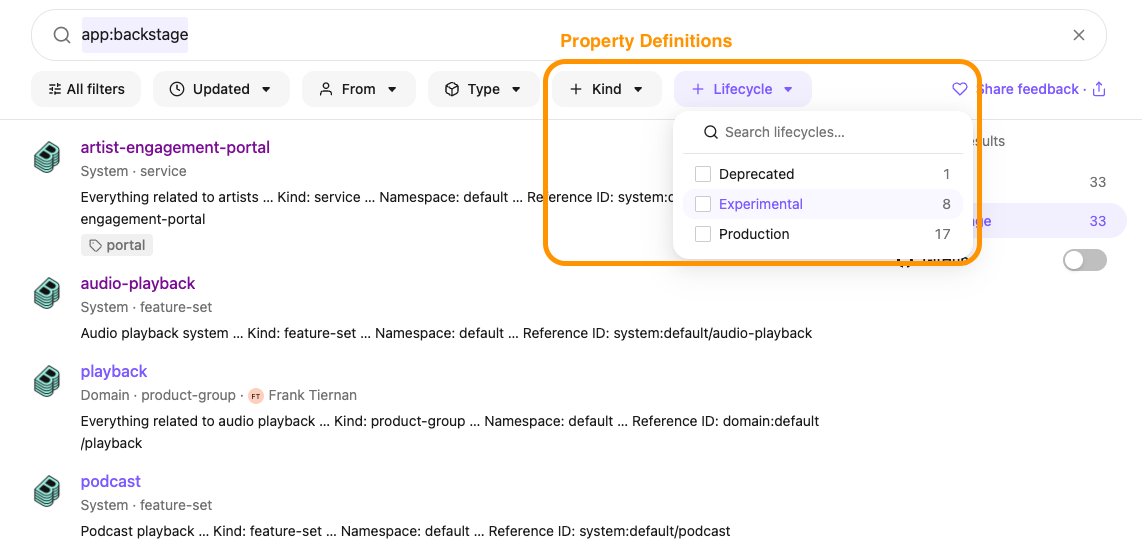 app:backstage
Property Definitions
All filters
Updated
From
Type
Kind
Lifecycle
Share feedback ·
Search lifecycles...
Deprecated 1
Experimental 8
Production 17
33
33
artist-engagement-portal
System · service
Everything related to artists ... Kind: service ... Namespace: default ... Reference ID: system:d
engagement-portal
portal
audio-playback
System · feature-set
Audio playback system ... Kind: feature-set ... Namespace: default ... Reference ID: system:default/audio-playback
playback
Domain · product-group · FT Frank Tiernan
Everything related to audio playback ... Kind: product-group ... Namespace: default ... Reference ID: domain:default
/playback
podcast
System · feature-set
Podcast playback ... Kind: feature-set ... Namespace: default ... Reference ID: system:default/podcast